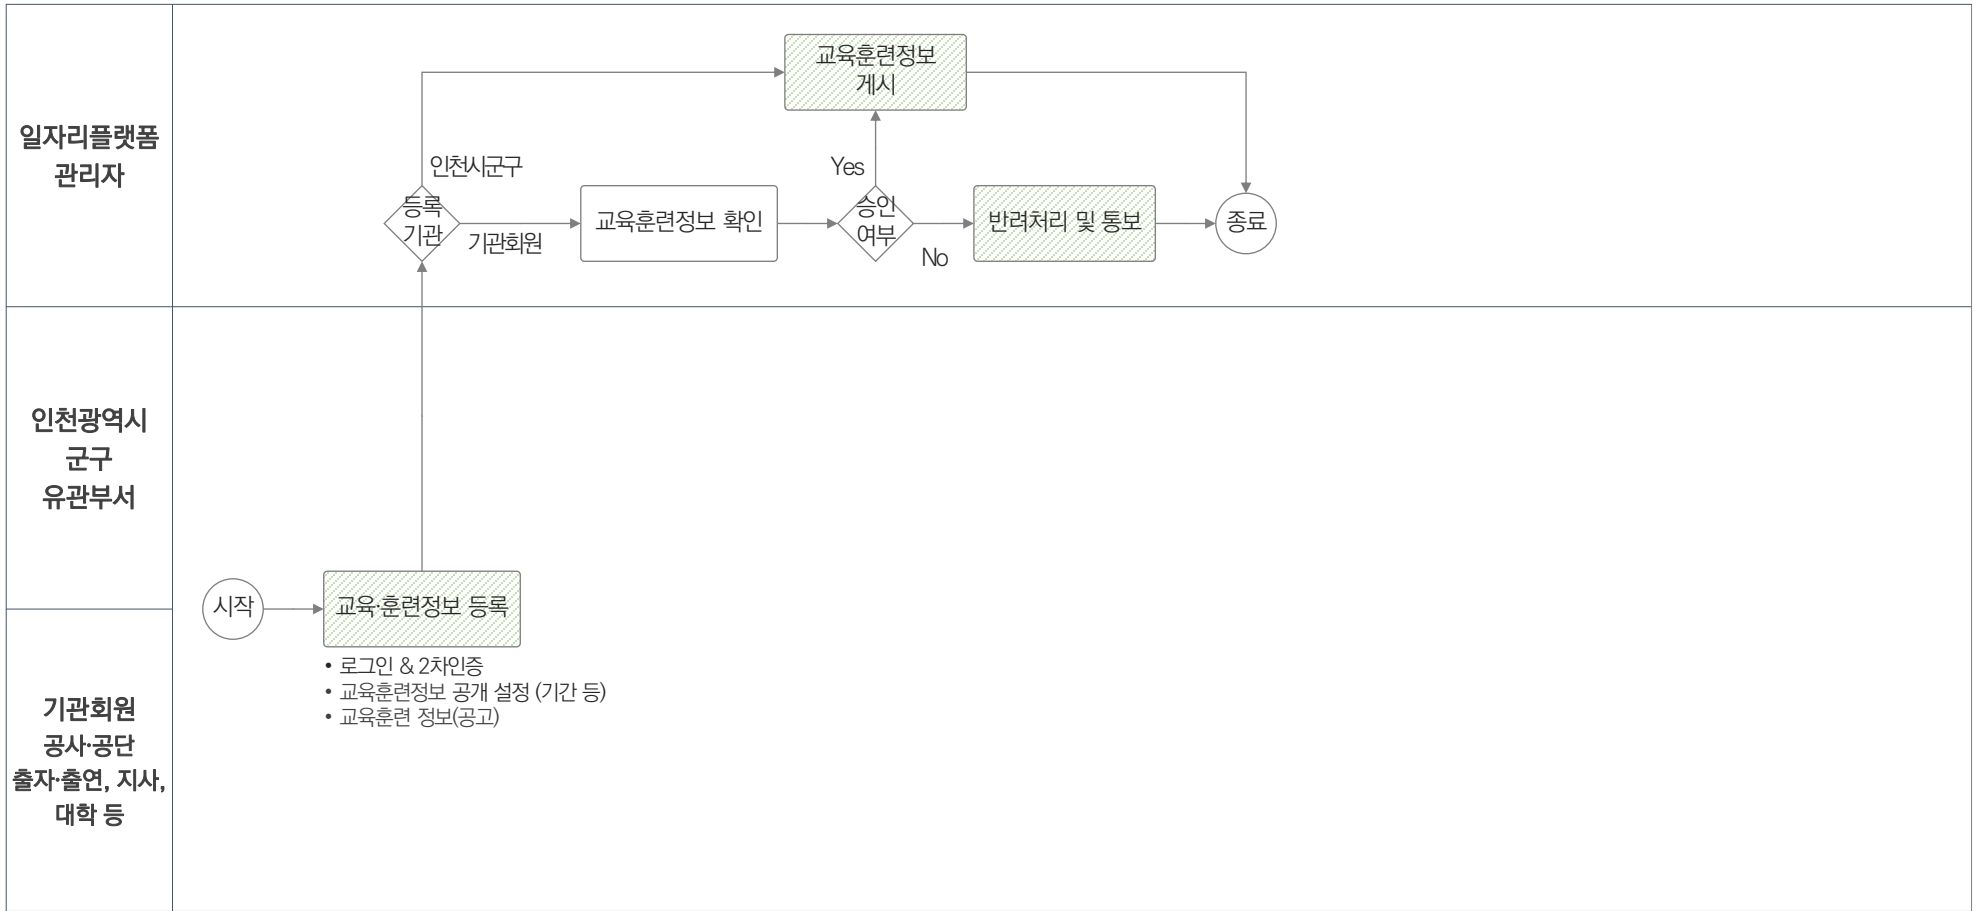 일자리플랫폼
관리자
교육훈련정보
게시
인천시군구
등록
기관
기관회원
교육훈련정보 확인
Yes
승인
여부
No
반려처리 및 통보
종료
인천광역시
군구
유관부서
시작
교육·훈련정보 등록
• 로그인 & 2차인증
• 교육훈련정보 공개 설정 (기간 등)
• 교육훈련 정보(공고)
기관회원
공사·공단
출자·출연, 지사,
대학 등